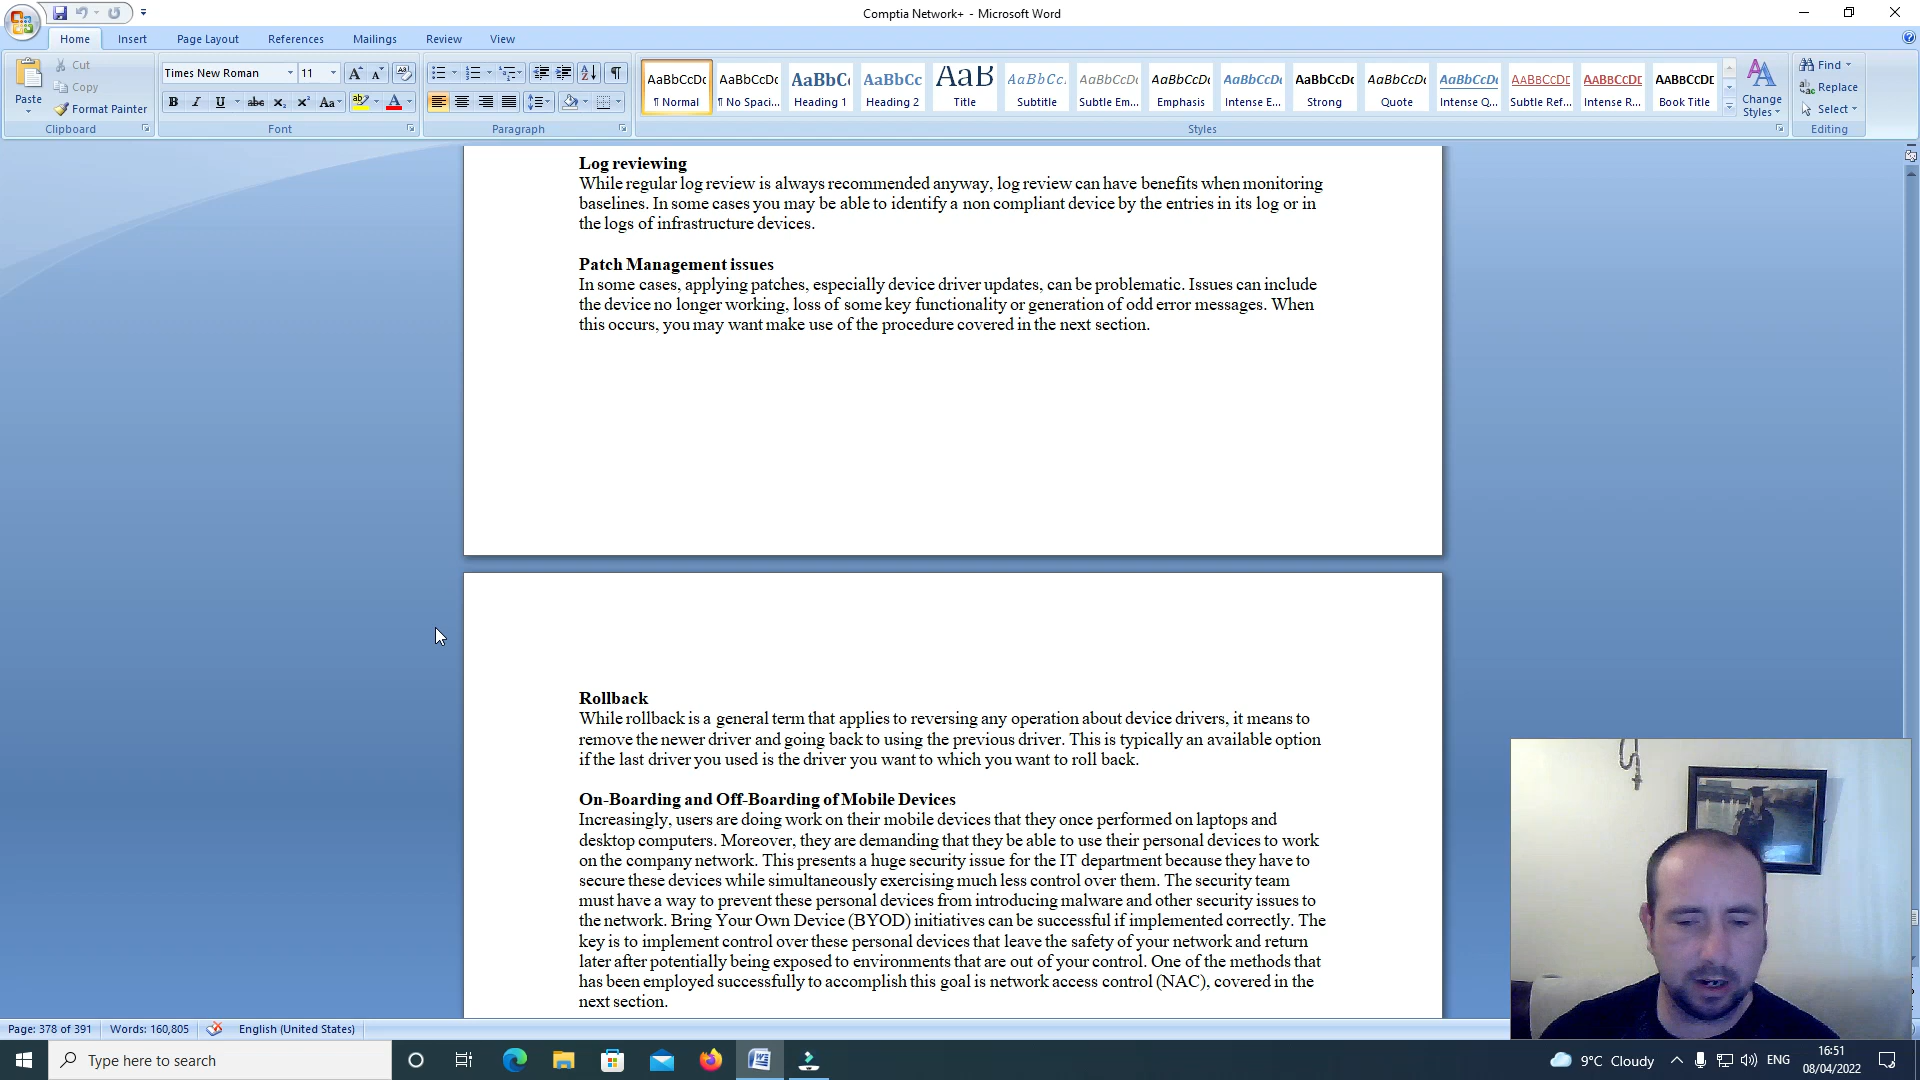 Comptia Network+ - Microsoft Word
Home Insert Page Layout References Mailings Review View
Paste
Cut
Copy
Format Painter
Clipboard
Times New Roman 11
Font
Paragraph
AaBbCcDc AaBbCcDc AaBbC AaBbCc AaB AaBbCc. AaBbCcDc AaBbCcDc AaBbCcDc AaBbCcDc AaBbCcDc AaBbCcDc AABBCCDE AABBCCDE AABBCCDE
¶ Normal ¶ No Spaci... Heading 1 Heading 2 Title Subtitle Subtle Em... Emphasis Intense E... Strong Quote Intense Q... Subtle Ref... Intense R... Book Title
Change Styles
Styles
Find
Replace
Select
Editing
Log reviewing
While regular log review is always recommended anyway, log review can have benefits when monitoring
baselines. In some cases you may be able to identify a non compliant device by the entries in its log or in
the logs of infrastructure devices.
Patch Management issues
In some cases, applying patches, especially device driver updates, can be problematic. Issues can include
the device no longer working, loss of some key functionality or generation of odd error messages. When
this occurs, you may want make use of the procedure covered in the next section.
Rollback
While rollback is a general term that applies to reversing any operation about device drivers, it means to
remove the newer driver and going back to using the previous driver. This is typically an available option
if the last driver you used is the driver you want to which you want to roll back.
On-Boarding and Off-Boarding of Mobile Devices
Increasingly, users are doing work on their mobile devices that they once performed on laptops and
desktop computers. Moreover, they are demanding that they be able to use their personal devices to work
on the company network. This presents a huge security issue for the IT department because they have to
secure these devices while simultaneously exercising much less control over them. The security team
must have a way to prevent these personal devices from introducing malware and other security issues to
the network. Bring Your Own Device (BYOD) initiatives can be successful if implemented correctly. The
key is to implement control over these personal devices that leave the safety of your network and return
later after potentially being exposed to environments that are out of your control. One of the methods that
has been employed successfully to accomplish this goal is network access control (NAC), covered in the
next section.
Page: 378 of 391 Words: 160,805 English (United States)
Type here to search
9°C Cloudy
ENG
16:51
08/04/2022